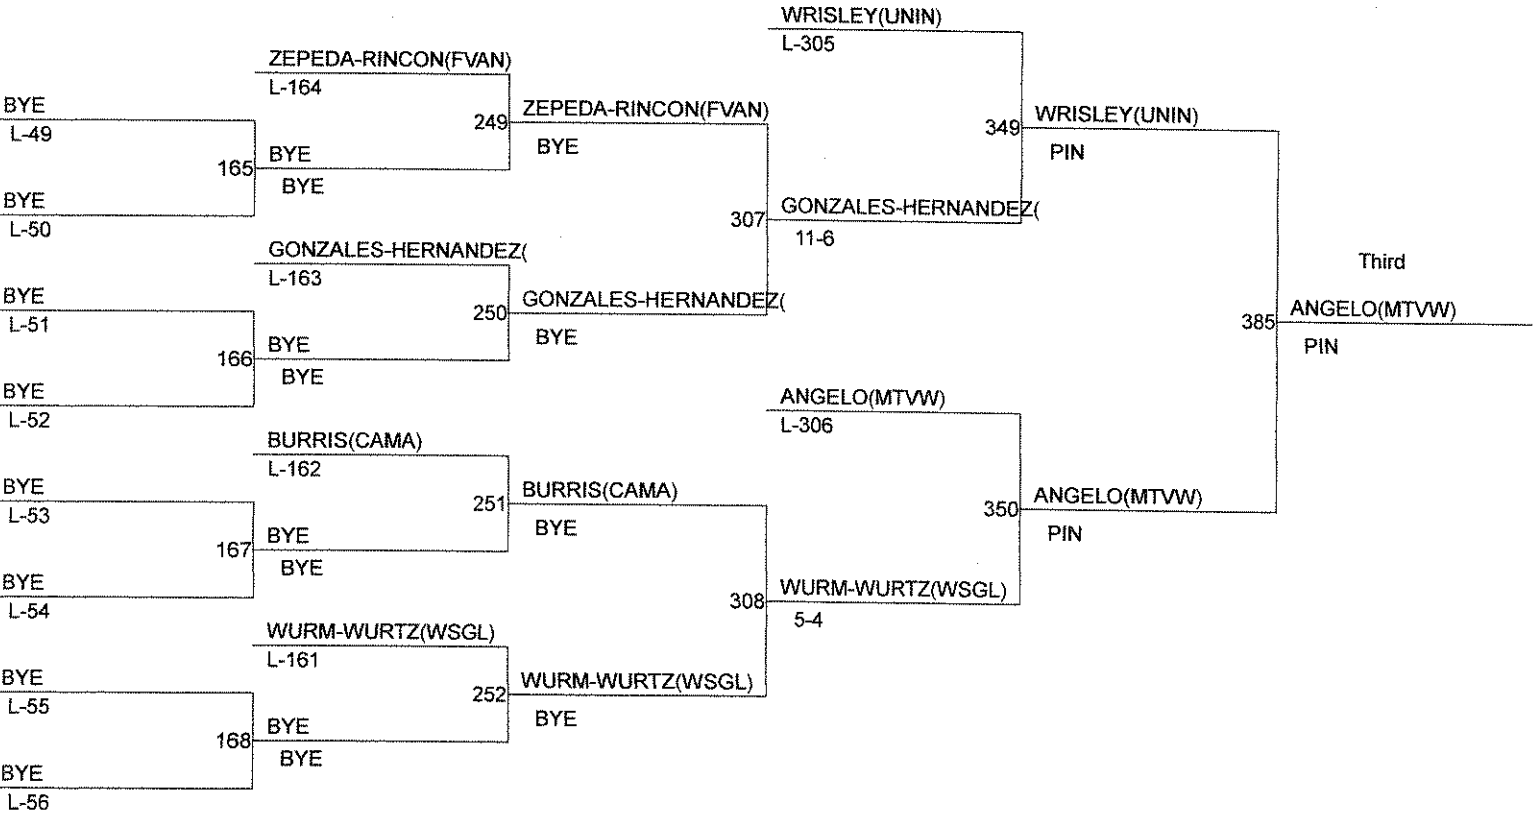 WRISLEY(UNIN)
L-305
ZEPEDA-RINCON(FVAN)
L-164
BYE
L-49
249
ZEPEDA-RINCON(FVAN)
BYE
349
WRISLEY(UNIN)
PIN
165
BYE
BYE
BYE
L-50
307
GONZALES-HERNANDEZ(
11-6
GONZALES-HERNANDEZ(
L-163
Third
BYE
L-51
250
GONZALES-HERNANDEZ(
BYE
385
ANGELO(MTVW)
PIN
166
BYE
BYE
BYE
L-52
ANGELO(MTVW)
L-306
BURRIS(CAMA)
L-162
BYE
L-53
251
BURRIS(CAMA)
BYE
350
ANGELO(MTVW)
PIN
167
BYE
BYE
BYE
L-54
308
WURM-WURTZ(WSGL)
5-4
WURM-WURTZ(WSGL)
L-161
BYE
L-55
252
WURM-WURTZ(WSGL)
BYE
168
BYE
BYE
BYE
L-56